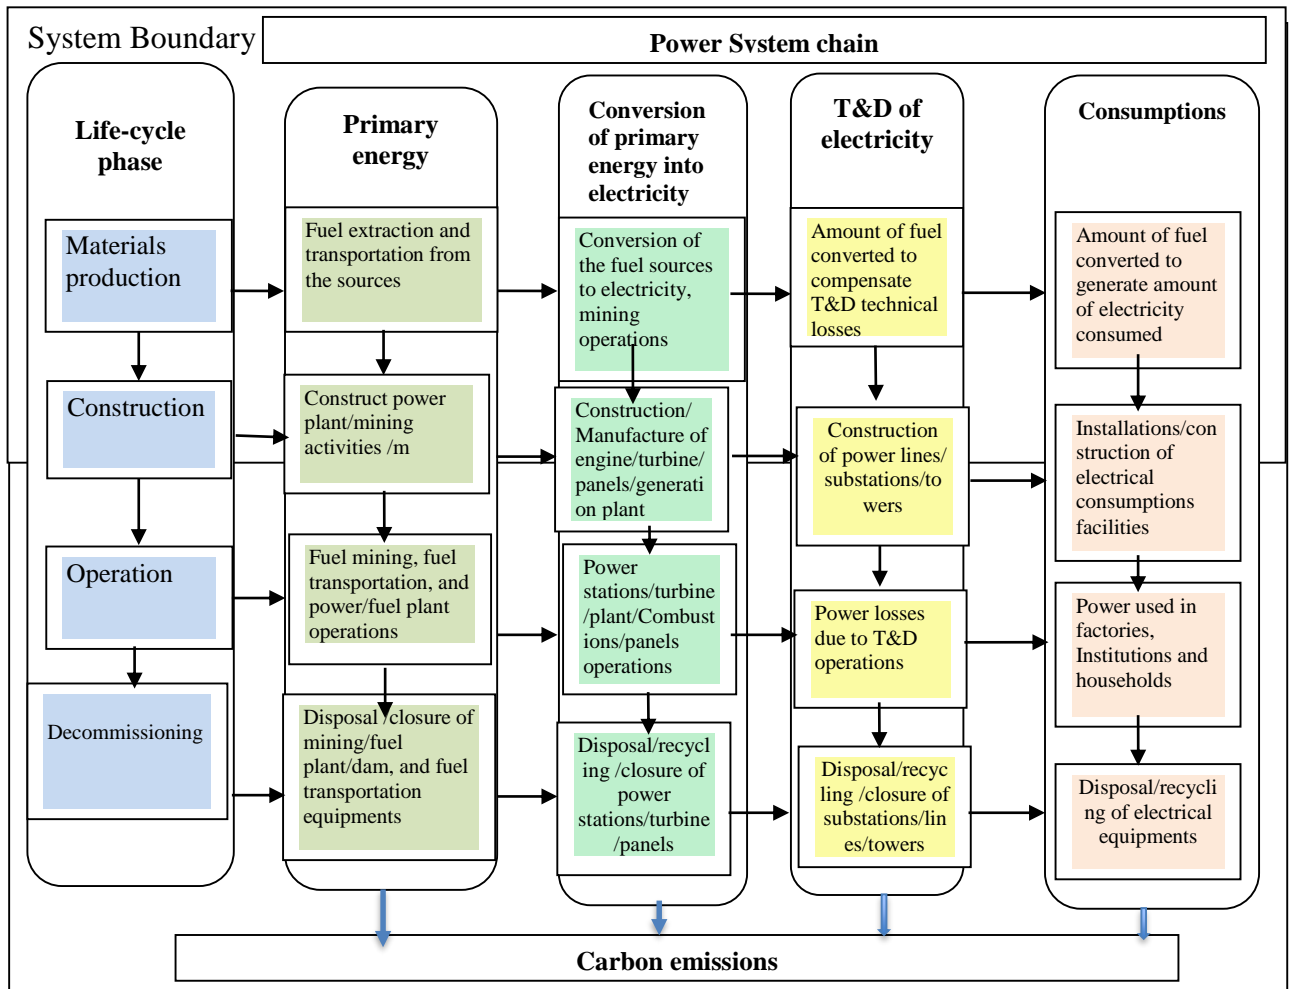 System Boundary
Power System chain
Life-cycle
phase
Primary
energy
Conversion
of primary
energy into
electricity
T&D of
electricity
Consumptions
Materials
production
Fuel extraction and
transportation from
the sources
Conversion of
the fuel sources
to electricity,
mining
operations
Amount of fuel
converted to
compensate
T&D technical
losses
Amount of fuel
converted to
generate amount
of electricity
consumed
Construction
Construct power
plant/mining
activities /m
Construction/
Manufacture of
engine/turbine/
panels/generati
on plant
Construction
of power lines/
substations/to
wers
Installations/con
struction of
electrical
consumptions
facilities
Operation
Fuel mining, fuel
transportation, and
power/fuel plant
operations
Power
stations/turbine
/plant/Combust
ions/panels
operations
Power losses
due to T&D
operations
Power used in
factories,
Institutions and
households
Decommissioning
Disposal /closure of
mining/fuel
plant/dam, and fuel
transportation
equipments
Disposal/recycl
ing /closure of
power
stations/turbine
/panels
Disposal/recyc
ling /closure of
substations/lin
es/towers
Disposal/recycli
ng of electrical
equipments
Carbon emissions